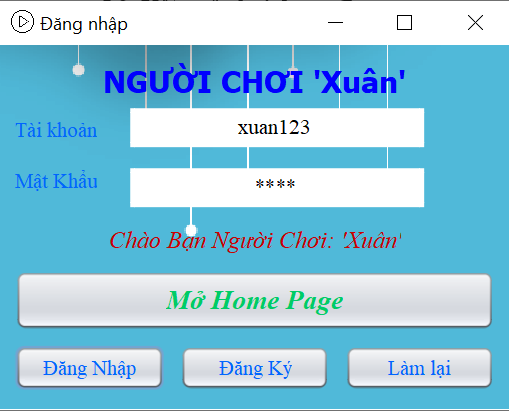 Đăng nhập
NGƯỜI CHƠI 'Xuân'
Tài khoản xuan123
Mật Khẩu ****
Chào Bạn Người Chơi: 'Xuân'
Mở Home Page
Đăng Nhập Đăng Ký Làm lại